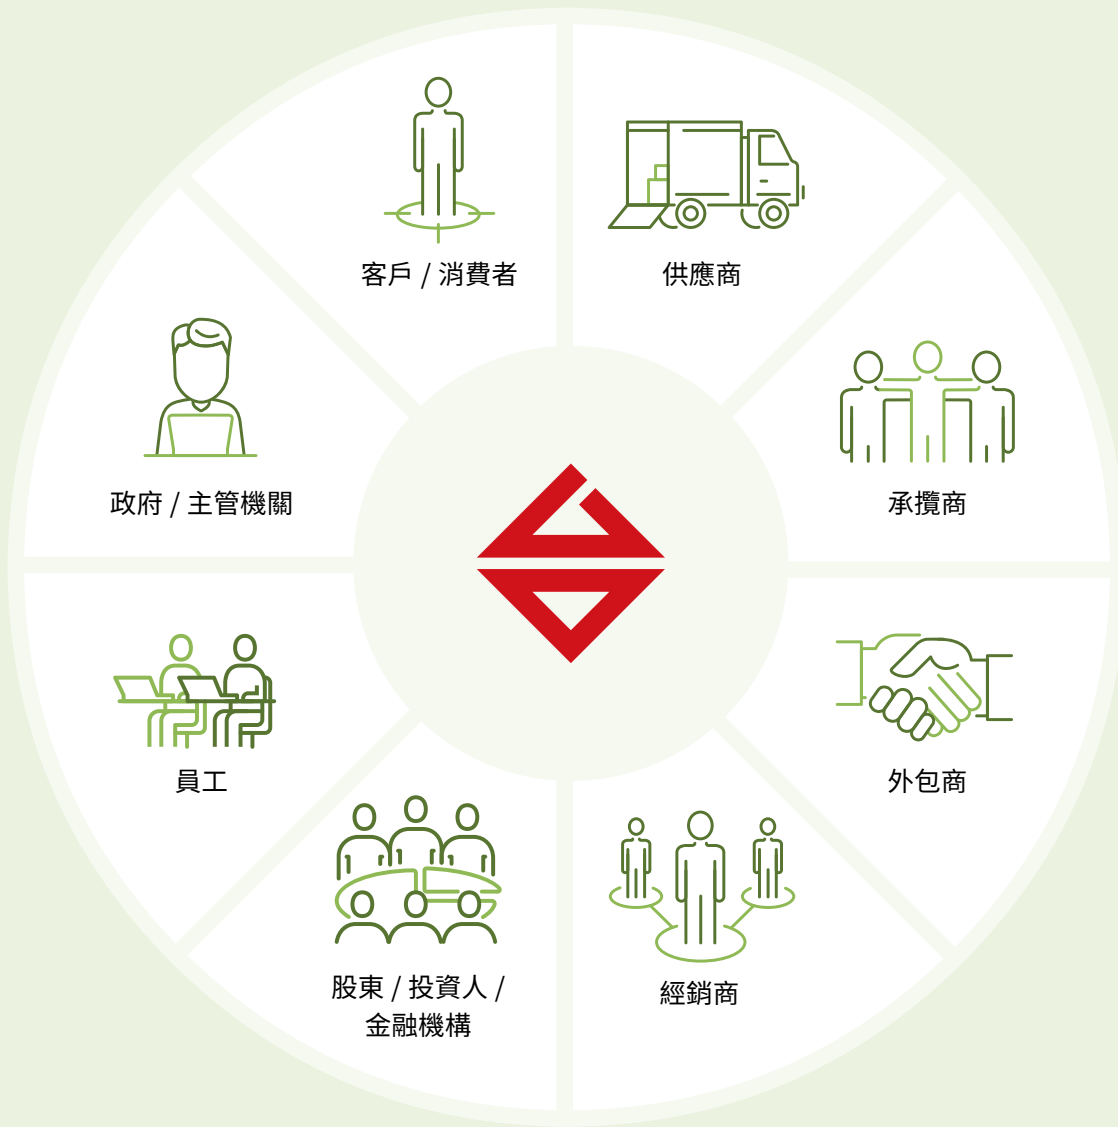 客戶 / 消費者
供應商
政府 / 主管機關
承攬商
員工
外包商
股東 / 投資人 /
金融機構
經銷商